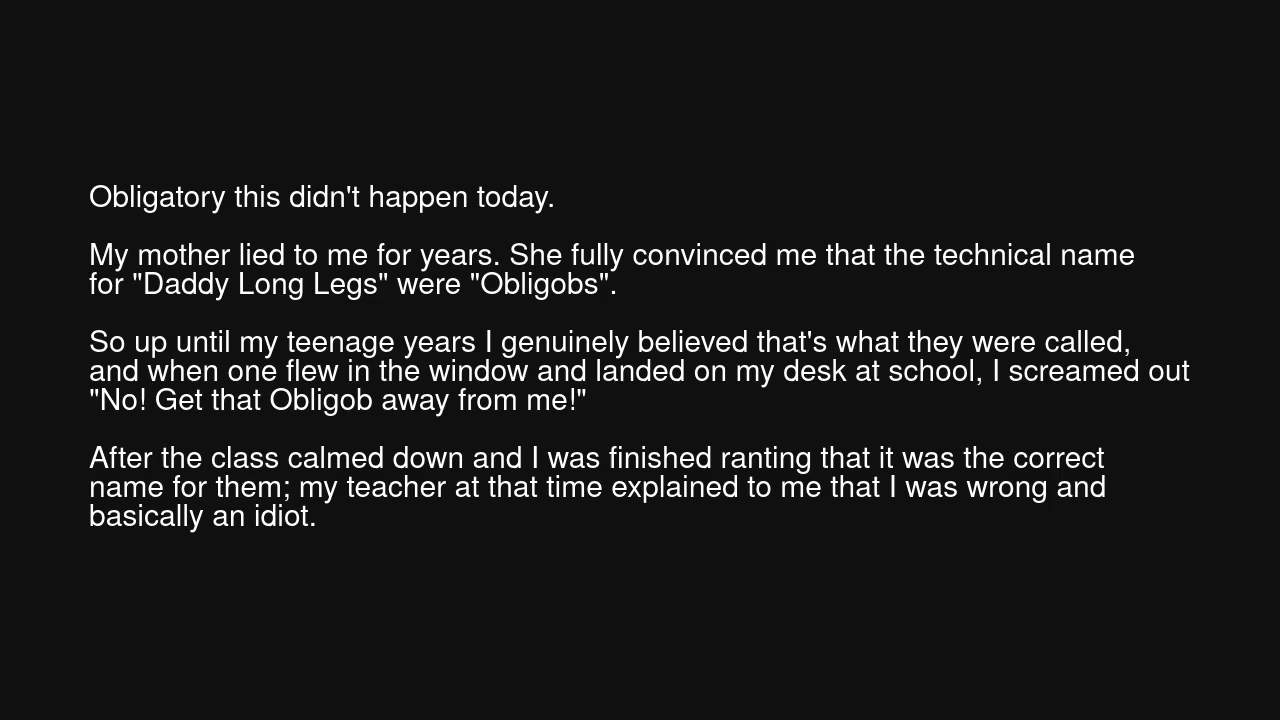 Obligatory this didn't happen today.
My mother lied to me for years. She fully convinced me that the technical name
for "Daddy Long Legs" were "Obligobs".
So up until my teenage years I genuinely believed that's what they were called,
and when one flew in the window and landed on my desk at school, I screamed out
"No! Get that Obligob away from me!"
After the class calmed down and I was finished ranting that it was the correct
name for them; my teacher at that time explained to me that I was wrong and
basically an idiot.